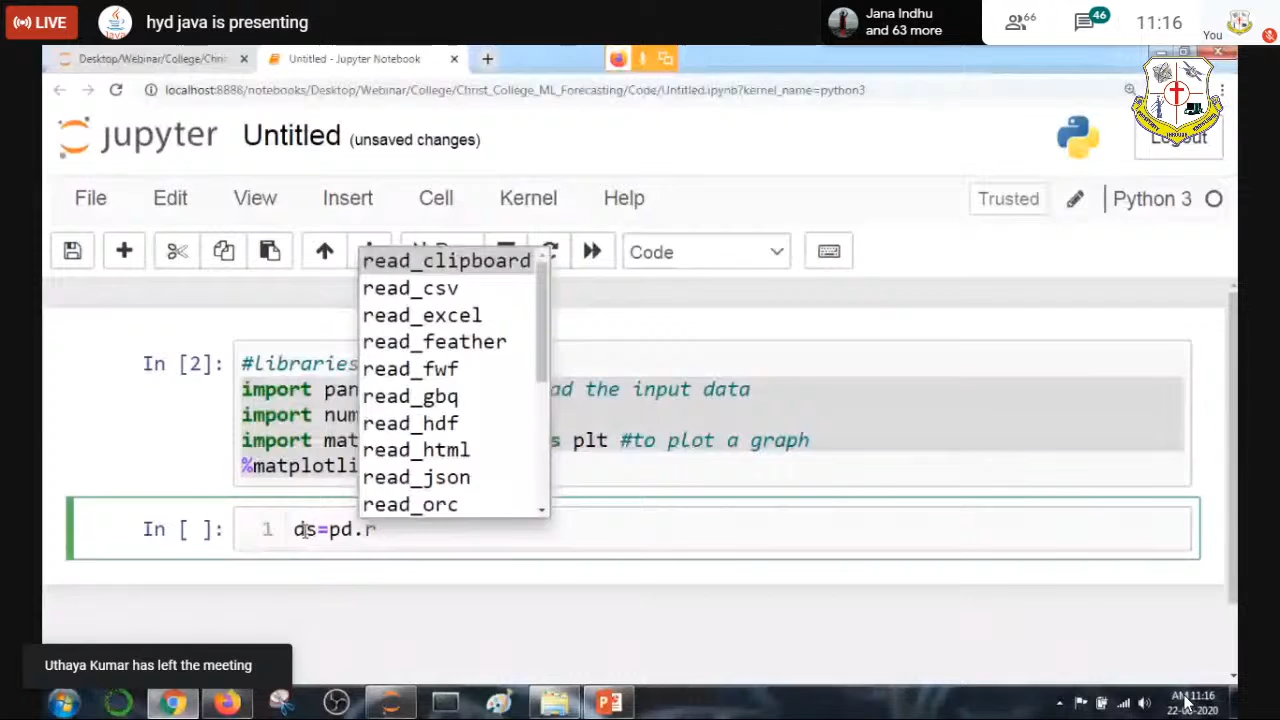 LIVE
hyd java is presenting
Jana Indhu
and 63 more
66
46
11:16
You
Desktop/Webinar/College/Chris
Untitled - Jupyter Notebook
localhost:8886/notebooks/Desktop/Webinar/College/Christ_College_ML_Forecasting/Code/Untitled.ipynb?kernel_name=python3
jupyter
Untitled (unsaved changes)
Logout
File Edit View Insert Cell Kernel Help
Trusted
Python 3
Code
read_clipboard
read_csv
read_excel
read_feather
read_fwf
read_gbq
read_hdf
read_html
read_json
read_orc
In [2]:
#libraries
import pan ad the input data
import num
import mat s plt #to plot a graph
%matplotli
In [ ]:
1 ds=pd.r
Uthaya Kumar has left the meeting
AM 11:16